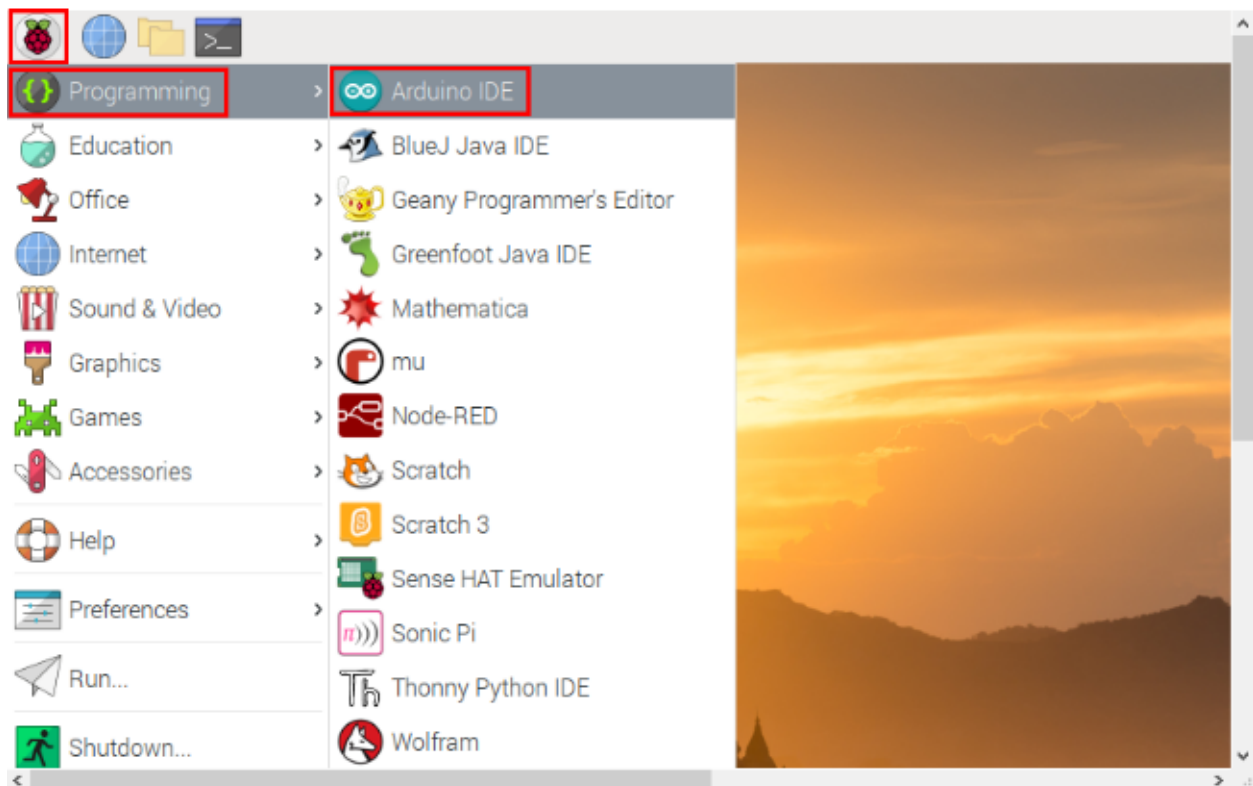 >_
Programming
Education
Office
Internet
Sound & Video
Graphics
Games
Accessories
Help
Preferences
Run...
Shutdown...
Arduino IDE
BlueJ Java IDE
Geany Programmer's Editor
Greenfoot Java IDE
Mathematica
mu
Node-RED
Scratch
Scratch 3
Sense HAT Emulator
Sonic Pi
Th Thonny Python IDE
Wolfram